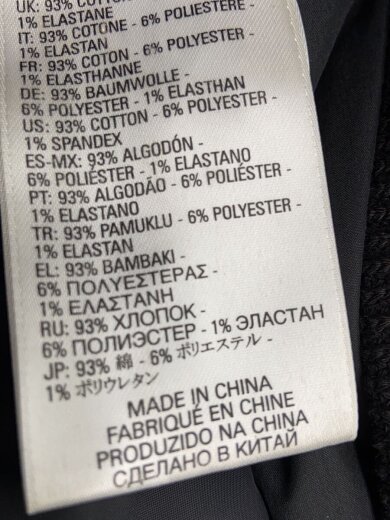 UK: 93% COTTON - 6% POLYESTER -
1% ELASTANE
IT: 93% COTONE - 6% POLIESTERE -
1% ELASTAN
FR: 93% COTON - 6% POLYESTER -
1% ELASTHANNE
DE: 93% BAUMWOLLE -
6% POLYESTER - 1% ELASTHAN
US: 93% COTTON - 6% POLYESTER -
1% SPANDEX
ES-MX: 93% ALGODÓN -
6% POLIÉSTER - 1% ELASTANO
PT: 93% ALGODÃO - 6% POLIÉSTER -
1% ELASTANO
TR: 93% PAMUKLU - 6% POLYESTER -
1% ELASTAN
EL: 93% ΒΑΜΒΑΚΙ -
6% ΠΟΛΥΕΣΤΕΡΑΣ -
1% ΕΛΑΣΤΑΝΗ
RU: 93% ХЛОПОК -
6% ПОЛИЭСТЕР - 1% ЭЛАСТАН
JP: 93% 綿 - 6% ポリエステル -
1% ポリウレタン
MADE IN CHINA
FABRIQUÉ EN CHINE
PRODUZIDO NA CHINA
СДЕЛАНО В КИТАЙ